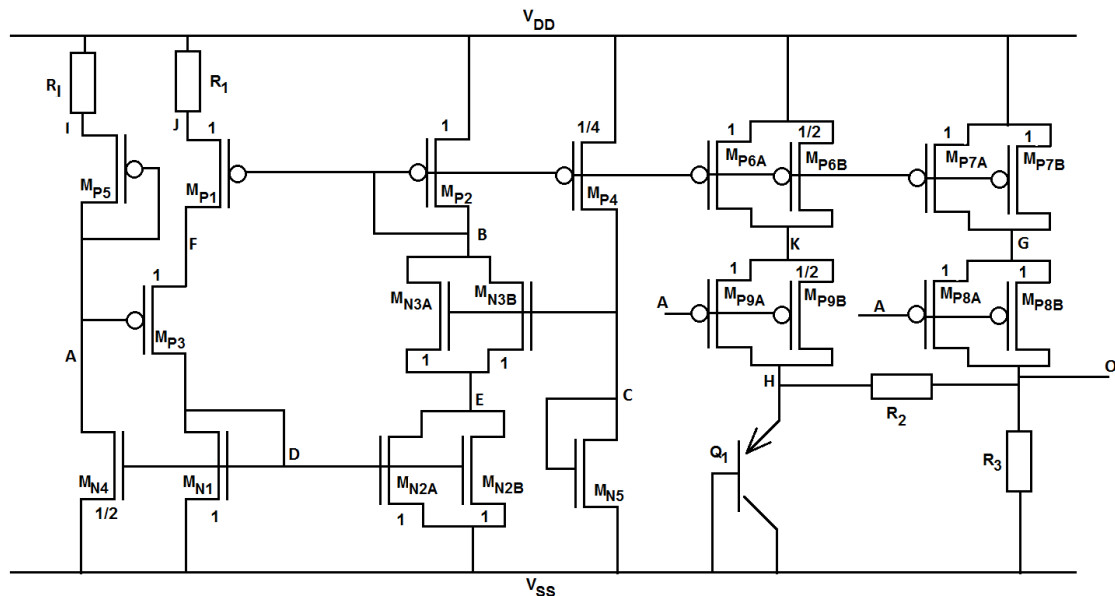 VDD
RI
R1
I
J
1
1
1/4
1
1/2
1
1
MP5
MP1
MP2
MP4
MP6A
MP6B
MP7A
MP7B
F
B
K
G
1
MP3
MN3A
MN3B
1
1
A
1
1/2
MP9A
MP9B
A
1
1
MP8A
MP8B
A
E
C
H
R2
O
D
MN4
MN1
MN2A
MN2B
MN5
Q1
R3
1/2
1
1
1
VSS